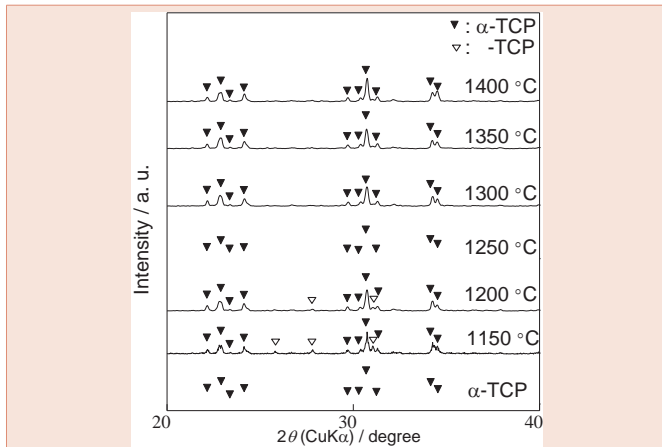 ▼: α-TCP
▽: -TCP
1400 °C
1350 °C
1300 °C
1250 °C
1200 °C
1150 °C
α-TCP
Intensity / a. u.
20 30 40
2θ (CuKα) / degree